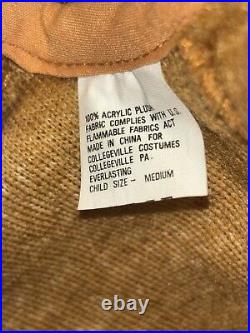 100% ACRYLIC PLUSH
FABRIC COMPLIES WITH U.S.
FLAMMABLE FABRICS ACT
MADE IN CHINA FOR
COLLEGEVILLE COSTUMES
COLLEGEVILLE PA.
EVERLASTING
CHILD SIZE - MEDIUM